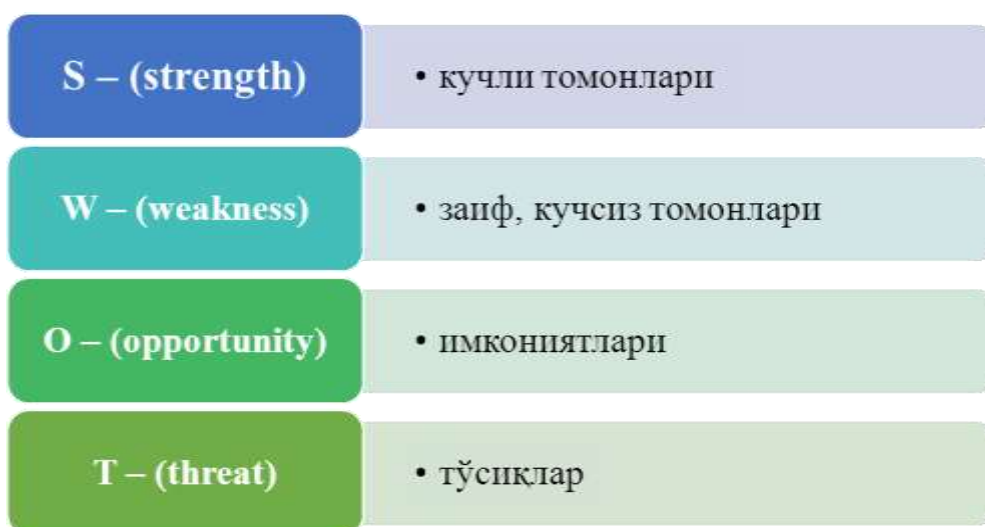 S – (strength)
• кучли томонлари
W – (weakness)
• заиф, кучсиз томонлари
O – (opportunity)
• имкониятлари
T – (threat)
• тўсиқлар